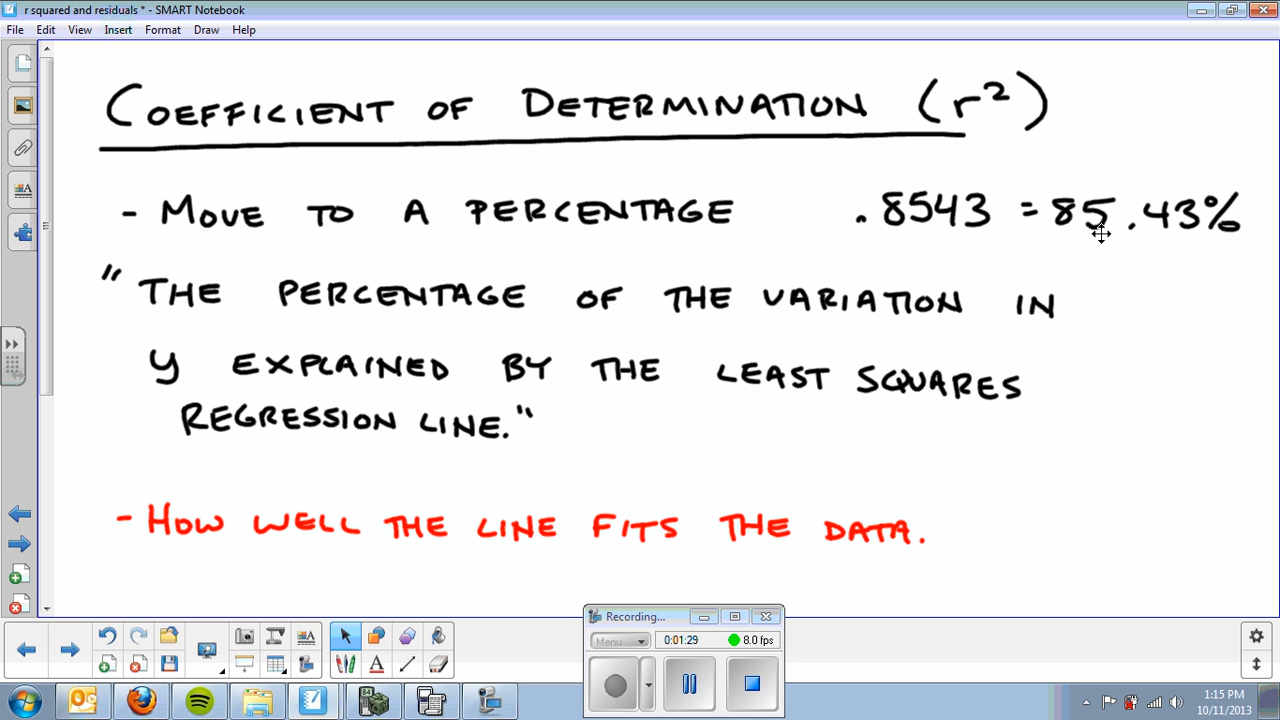 r squared and residuals * - SMART Notebook
File Edit View Insert Format Draw Help
COEFFICIENT OF DETERMINATION (r²)
- MOVE TO A PERCENTAGE .8543 = 85.43%
"THE PERCENTAGE OF THE VARIATION IN
y EXPLAINED BY THE LEAST SQUARES
REGRESSION LINE."
- HOW WELL THE LINE FITS THE DATA.
Recording...
Menu 0:01:29 8.0 fps
1:15 PM
10/11/2013